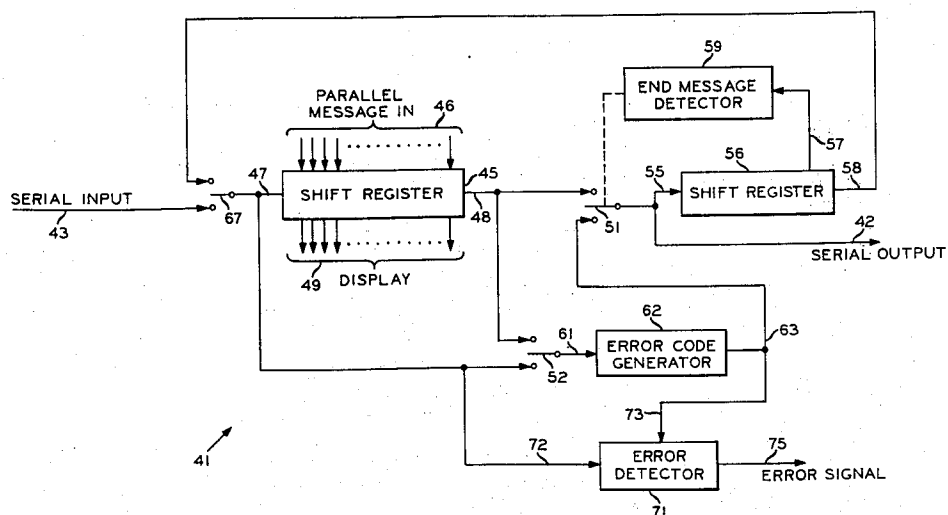 59
END MESSAGE
DETECTOR
PARALLEL
MESSAGE IN
46
57
56
58
47
45
55
SHIFT REGISTER
SHIFT REGISTER
48
SERIAL INPUT
67
43
51
42
SERIAL OUTPUT
49
DISPLAY
62
63
61
ERROR CODE
GENERATOR
52
73
41
72
ERROR
DETECTOR
75
ERROR SIGNAL
71